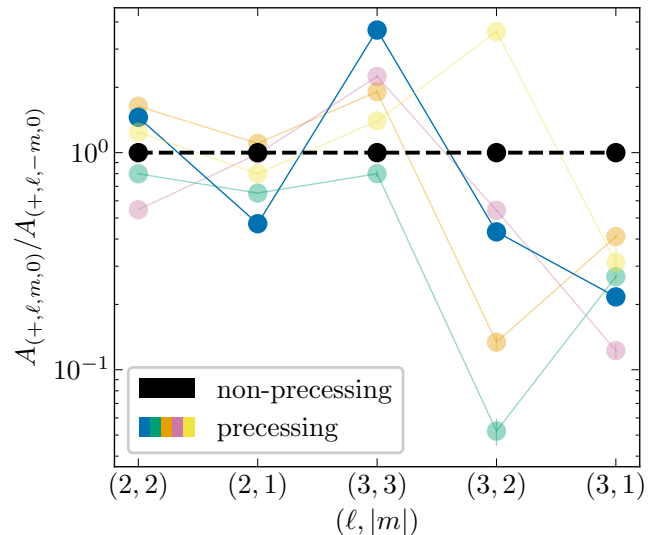 A_{(+,ℓ,m,0)}/A_{(+,ℓ,−m,0)}
10^0
10^{−1}
non-precessing
precessing
(2, 2) (2, 1) (3, 3) (3, 2) (3, 1)
(ℓ, |m|)